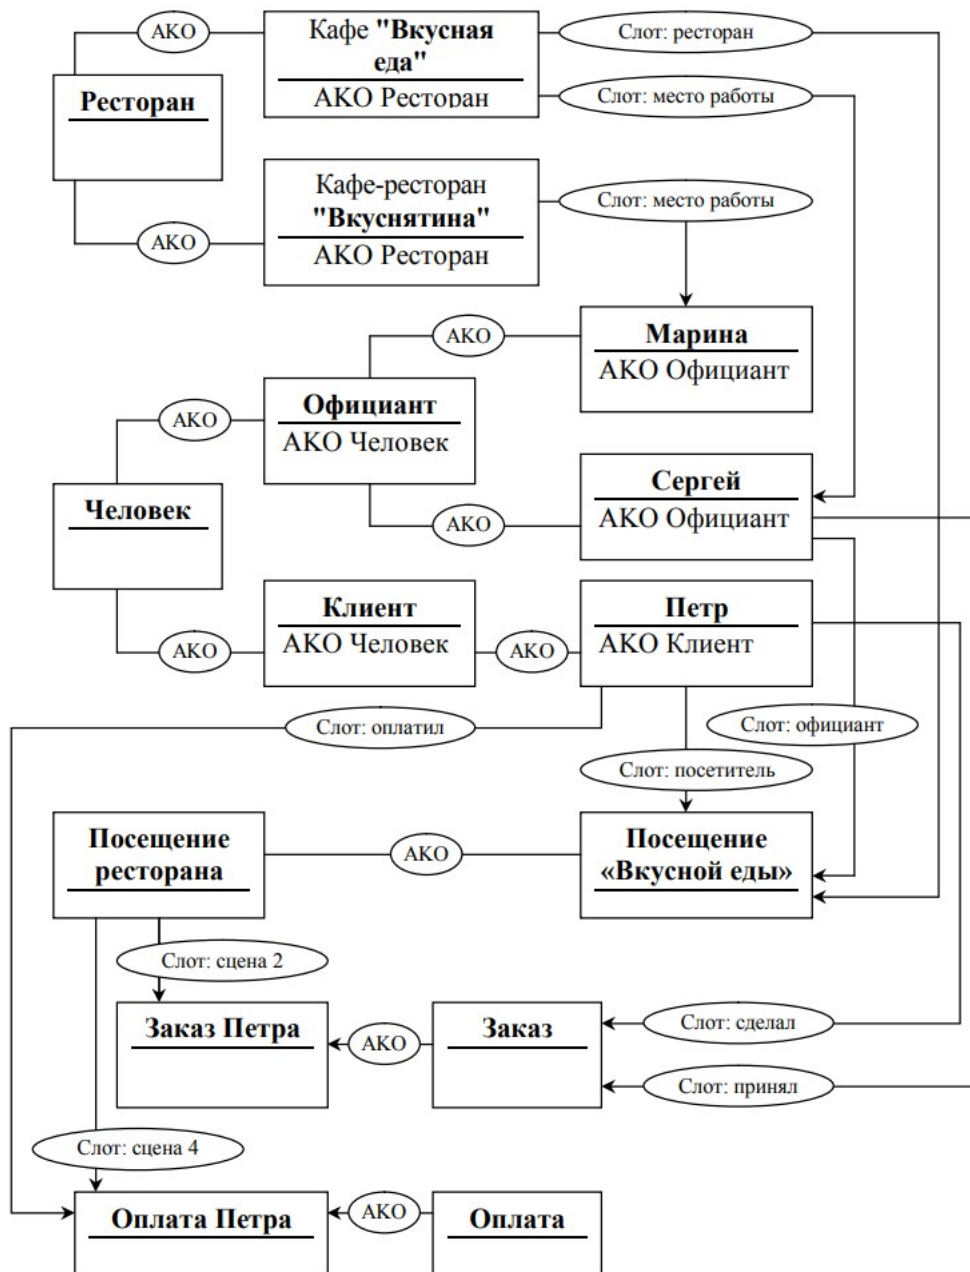 АКО
Кафе "Вкусная
еда"
АКО Ресторан
Слот: ресторан
Слот: место работы
Ресторан
АКО
Кафе-ресторан
"Вкуснятина"
АКО Ресторан
Слот: место работы
Марина
АКО Официант
АКО
Официант
АКО Человек
АКО
Сергей
АКО Официант
АКО
Человек
Клиент
АКО Человек
АКО
АКО
Петр
АКО Клиент
Слот: оплатил
Слот: официант
Слот: посетитель
Посещение
ресторана
АКО
Посещение
«Вкусной еды»
Слот: сцена 2
Заказ Петра
АКО
Заказ
Слот: сделал
Слот: принял
Слот: сцена 4
Оплата Петра
АКО
Оплата